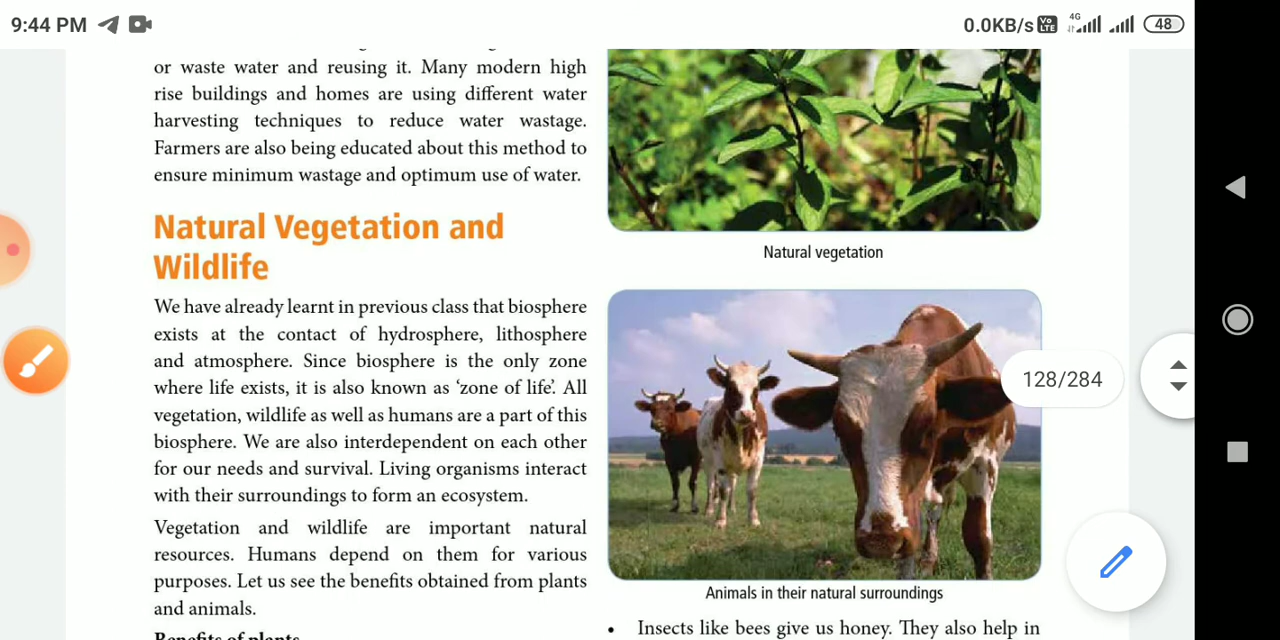 9:44 PM
0.0KB/s Vo LTE 4G 48
or waste water and reusing it. Many modern high
rise buildings and homes are using different water
harvesting techniques to reduce water wastage.
Farmers are also being educated about this method to
ensure minimum wastage and optimum use of water.
Natural Vegetation and
Wildlife
We have already learnt in previous class that biosphere
exists at the contact of hydrosphere, lithosphere
and atmosphere. Since biosphere is the only zone
where life exists, it is also known as ‘zone of life’. All
vegetation, wildlife as well as humans are a part of this
biosphere. We are also interdependent on each other
for our needs and survival. Living organisms interact
with their surroundings to form an ecosystem.
Vegetation and wildlife are important natural
resources. Humans depend on them for various
purposes. Let us see the benefits obtained from plants
and animals.
Benefits of plants
Natural vegetation
128/284
Animals in their natural surroundings
• Insects like bees give us honey. They also help in